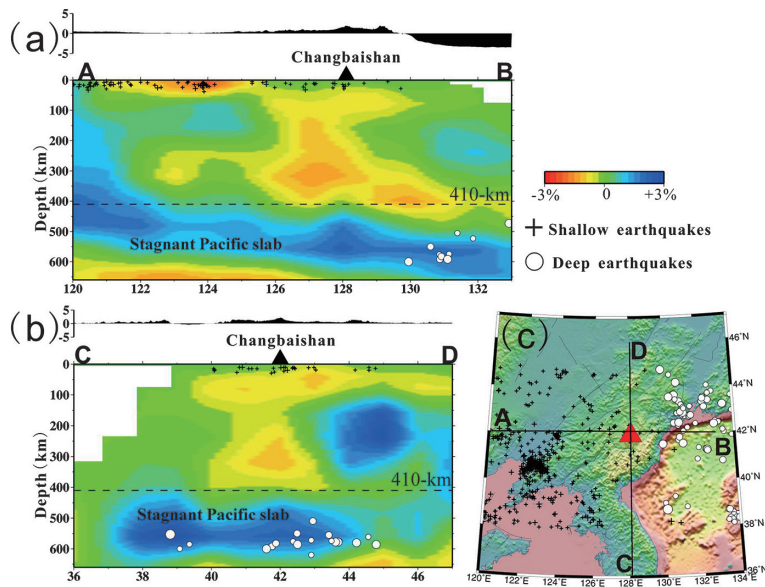 (a)
5
0
-5
Changbaishan
A
B
0
100
200
300
400
500
600
Depth(km)
410-km
Stagnant Pacific slab
120
122
124
126
128
130
132
-3%
0
+3%
Shallow earthquakes
Deep earthquakes
(b)
5
0
-5
Changbaishan
C
D
0
100
200
300
400
500
600
Depth(km)
410-km
Stagnant Pacific slab
36
38
40
42
44
46
(C)
D
A
B
C
46°N
44°N
42°N
40°N
38°N
36°N
120°E
122°E
124°E
126°E
128°E
130°E
132°E
134°E